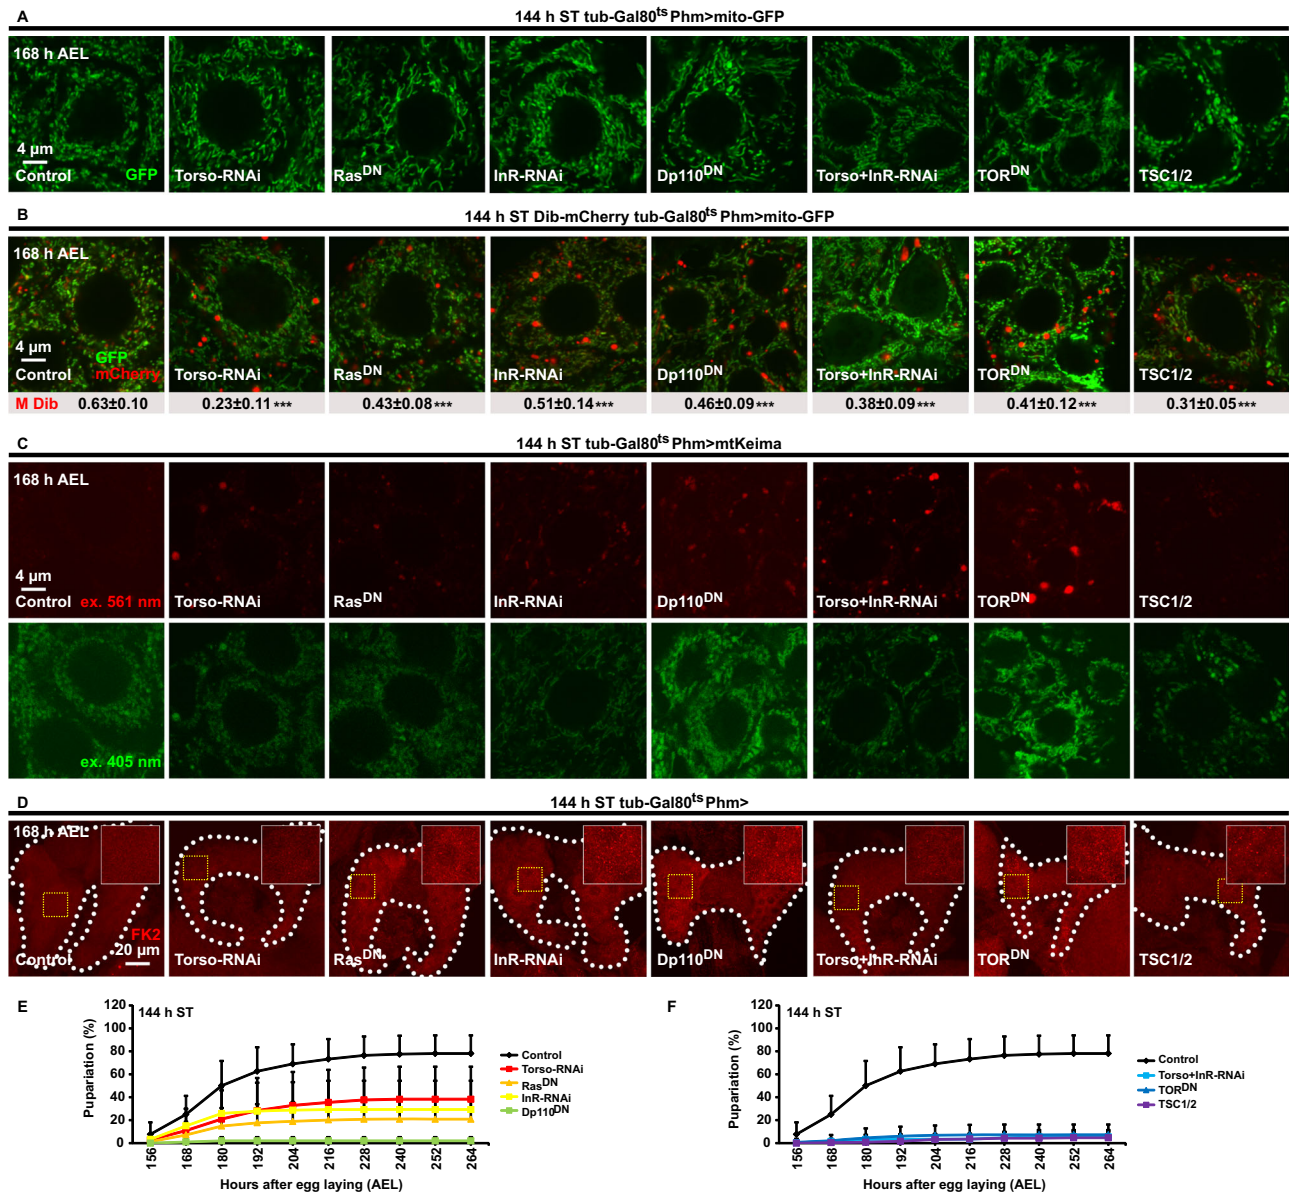 A
144 h ST tub-Gal80ts Phm>mito-GFP
168 h AEL
4 µm
Control GFP Torso-RNAi RasDN InR-RNAi Dp110DN Torso+InR-RNAi TORDN TSC1/2
B
144 h ST Dib-mCherry tub-Gal80ts Phm>mito-GFP
168 h AEL
4 µm
GFP
Control mCherry Torso-RNAi RasDN InR-RNAi Dp110DN Torso+InR-RNAi TORDN TSC1/2
M Dib 0.63±0.10 0.23±0.11*** 0.43±0.08*** 0.51±0.14*** 0.46±0.09*** 0.38±0.09*** 0.41±0.12*** 0.31±0.05***
C
144 h ST tub-Gal80ts Phm>mtKeima
168 h AEL
4 µm
Control ex. 561 nm Torso-RNAi RasDN InR-RNAi Dp110DN Torso+InR-RNAi TORDN TSC1/2
ex. 405 nm
D
144 h ST tub-Gal80ts Phm>
168 h AEL
FK2
20 µm
Control Torso-RNAi RasDN InR-RNAi Dp110DN Torso+InR-RNAi TORDN TSC1/2
E
144 h ST
Pupariation (%)
120
100
80
60
40
20
0
156 168 180 192 204 216 228 240 252 264
Hours after egg laying (AEL)
Control
Torso-RNAi
RasDN
InR-RNAi
Dp110DN
F
144 h ST
Pupariation (%)
120
100
80
60
40
20
0
156 168 180 192 204 216 228 240 252 264
Hours after egg laying (AEL)
Control
Torso+InR-RNAi
TORDN
TSC1/2